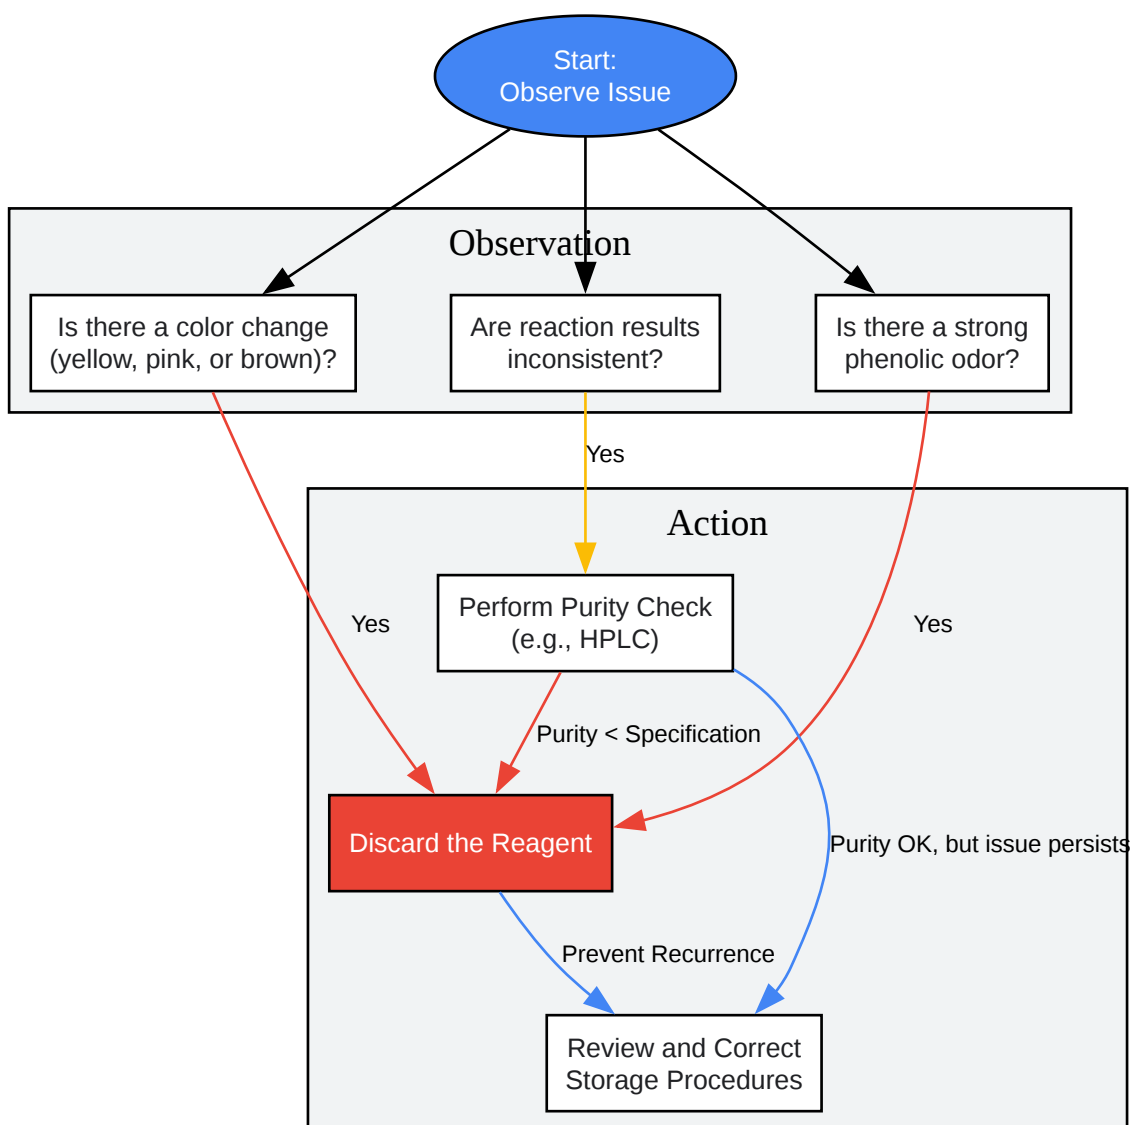 Start:
Observe Issue
Observation
Is there a color change
(yellow, pink, or brown)?
Are reaction results
inconsistent?
Is there a strong
phenolic odor?
Yes
Action
Perform Purity Check
(e.g., HPLC)
Yes
Yes
Purity < Specification
Discard the Reagent
Purity OK, but issue persists
Prevent Recurrence
Review and Correct
Storage Procedures